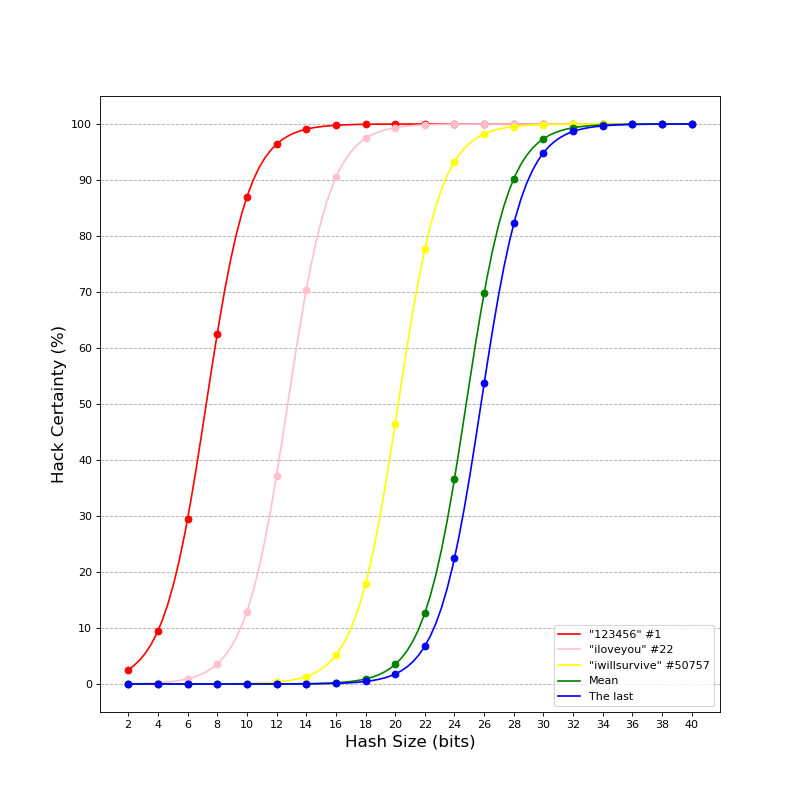 100
90
80
70
60
50
40
30
20
10
0
Hack Certainty (%)
"123456" #1
"iloveyou" #22
"iwillsurvive" #50757
Mean
The last
2 4 6 8 10 12 14 16 18 20 22 24 26 28 30 32 34 36 38 40
Hash Size (bits)